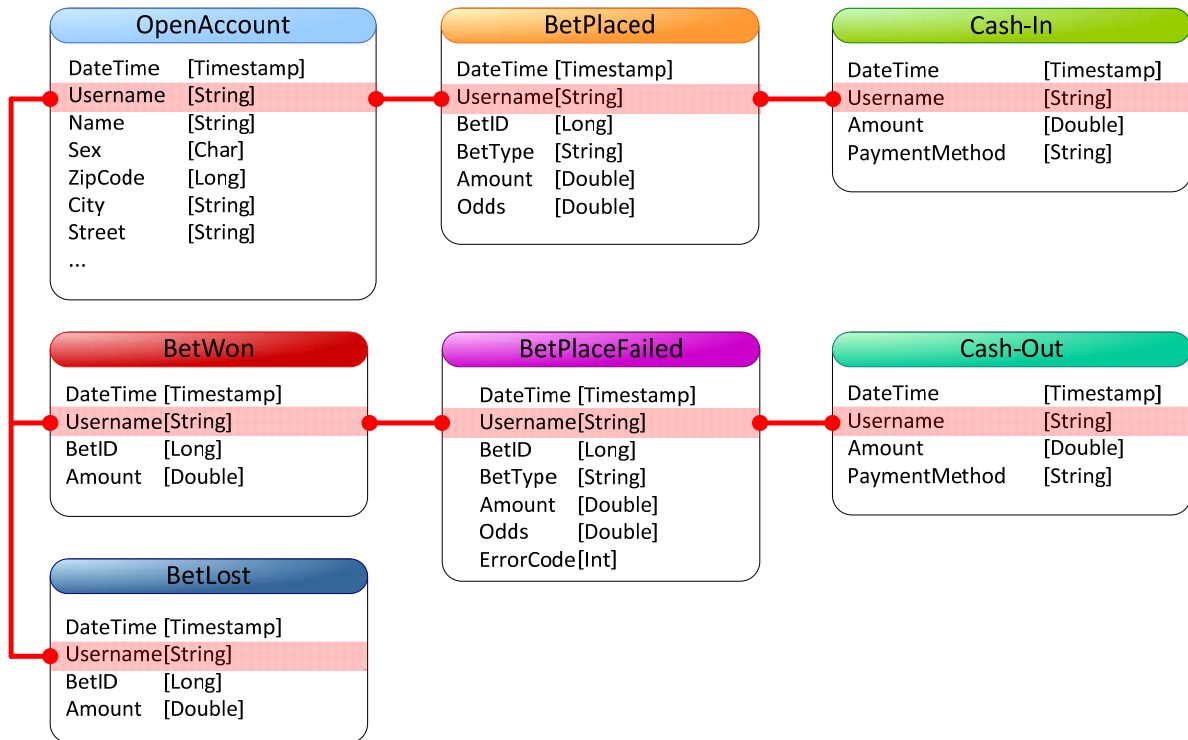 OpenAccount
DateTime [Timestamp]
Username [String]
Name [String]
Sex [Char]
ZipCode [Long]
City [String]
Street [String]
...
BetPlaced
DateTime [Timestamp]
Username[String]
BetID [Long]
BetType [String]
Amount [Double]
Odds [Double]
Cash-In
DateTime [Timestamp]
Username [String]
Amount [Double]
PaymentMethod [String]
BetWon
DateTime [Timestamp]
Username[String]
BetID [Long]
Amount [Double]
BetPlaceFailed
DateTime [Timestamp]
Username[String]
BetID [Long]
BetType [String]
Amount [Double]
Odds [Double]
ErrorCode[Int]
Cash-Out
DateTime [Timestamp]
Username [String]
Amount [Double]
PaymentMethod [String]
BetLost
DateTime [Timestamp]
Username[String]
BetID [Long]
Amount [Double]